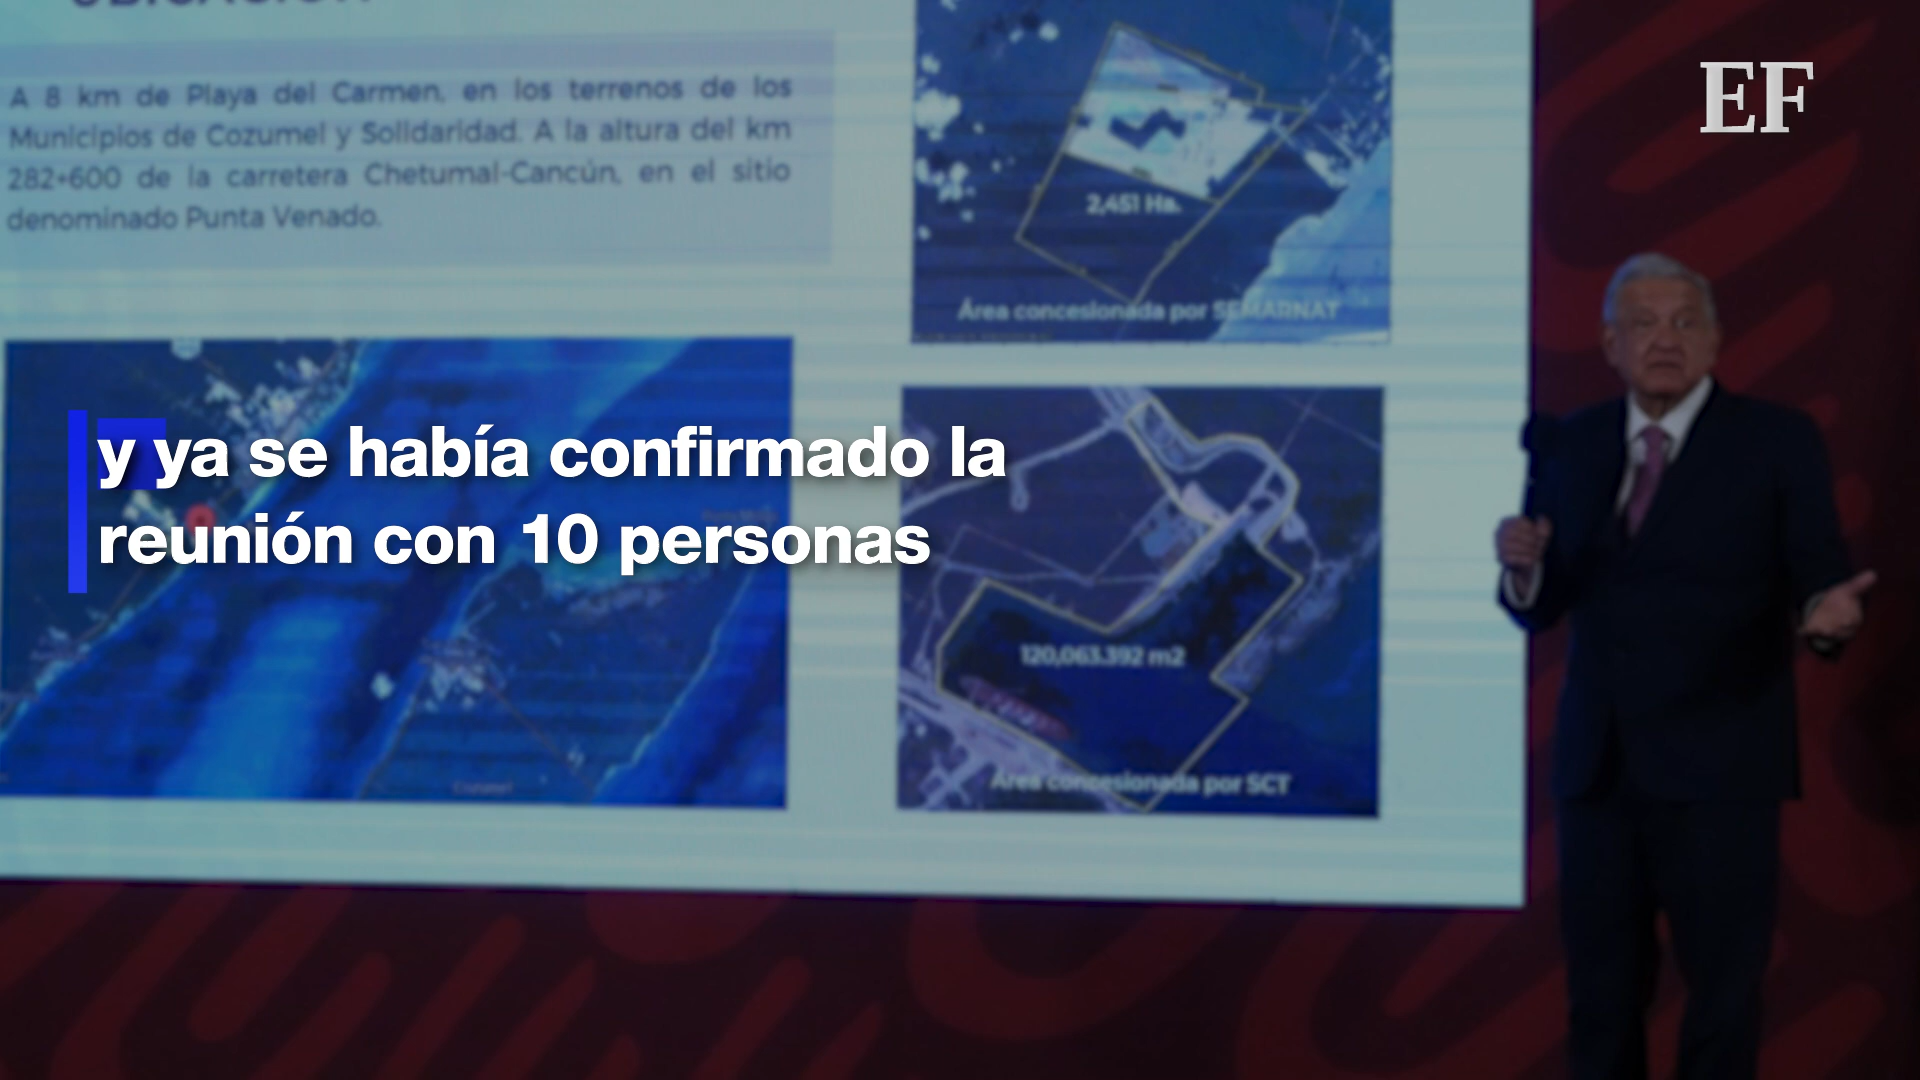 UBICACIÓN
A 8 km de Playa del Carmen, en los terrenos de los
Municipios de Cozumel y Solidaridad. A la altura del km
282+600 de la carretera Chetumal-Cancún, en el sitio
denominado Punta Venado.
EF
2,451 Ha.
Área concesionada por SEMARNAT
y ya se había confirmado la
reunión con 10 personas
120,063.392 m2
Área concesionada por SCT
Cozumel